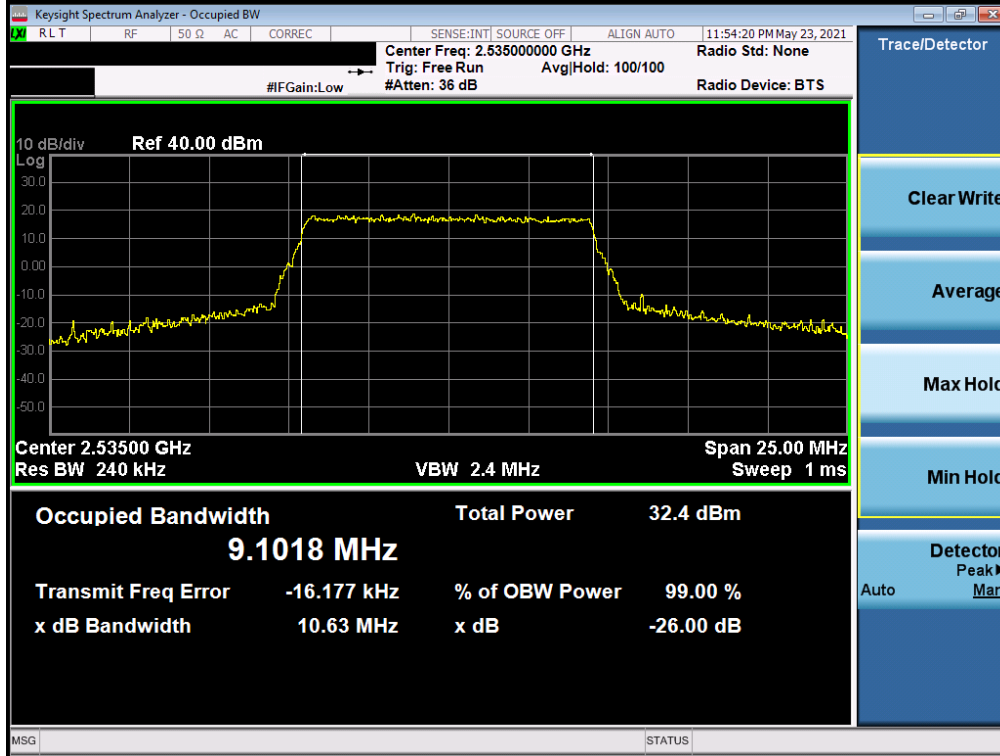 Keysight Spectrum Analyzer - Occupied BW
LXI RLT RF 50 Ω AC CORREC SENSE:INT SOURCE OFF ALIGN AUTO 11:54:20 PM May 23, 2021
Center Freq: 2.535000000 GHz Radio Std: None
Trig: Free Run Avg|Hold: 100/100
#IFGain:Low #Atten: 36 dB Radio Device: BTS
Trace/Detector
10 dB/div Ref 40.00 dBm
Log
30.0
20.0
10.0
0.00
-10.0
-20.0
-30.0
-40.0
-50.0
Center 2.53500 GHz Span 25.00 MHz
Res BW 240 kHz VBW 2.4 MHz Sweep 1 ms
Clear Write
Average
Max Hold
Min Hold
Detector
Peak
Auto Man
Occupied Bandwidth
9.1018 MHz
Total Power 32.4 dBm
Transmit Freq Error -16.177 kHz % of OBW Power 99.00 %
x dB Bandwidth 10.63 MHz x dB -26.00 dB
MSG STATUS